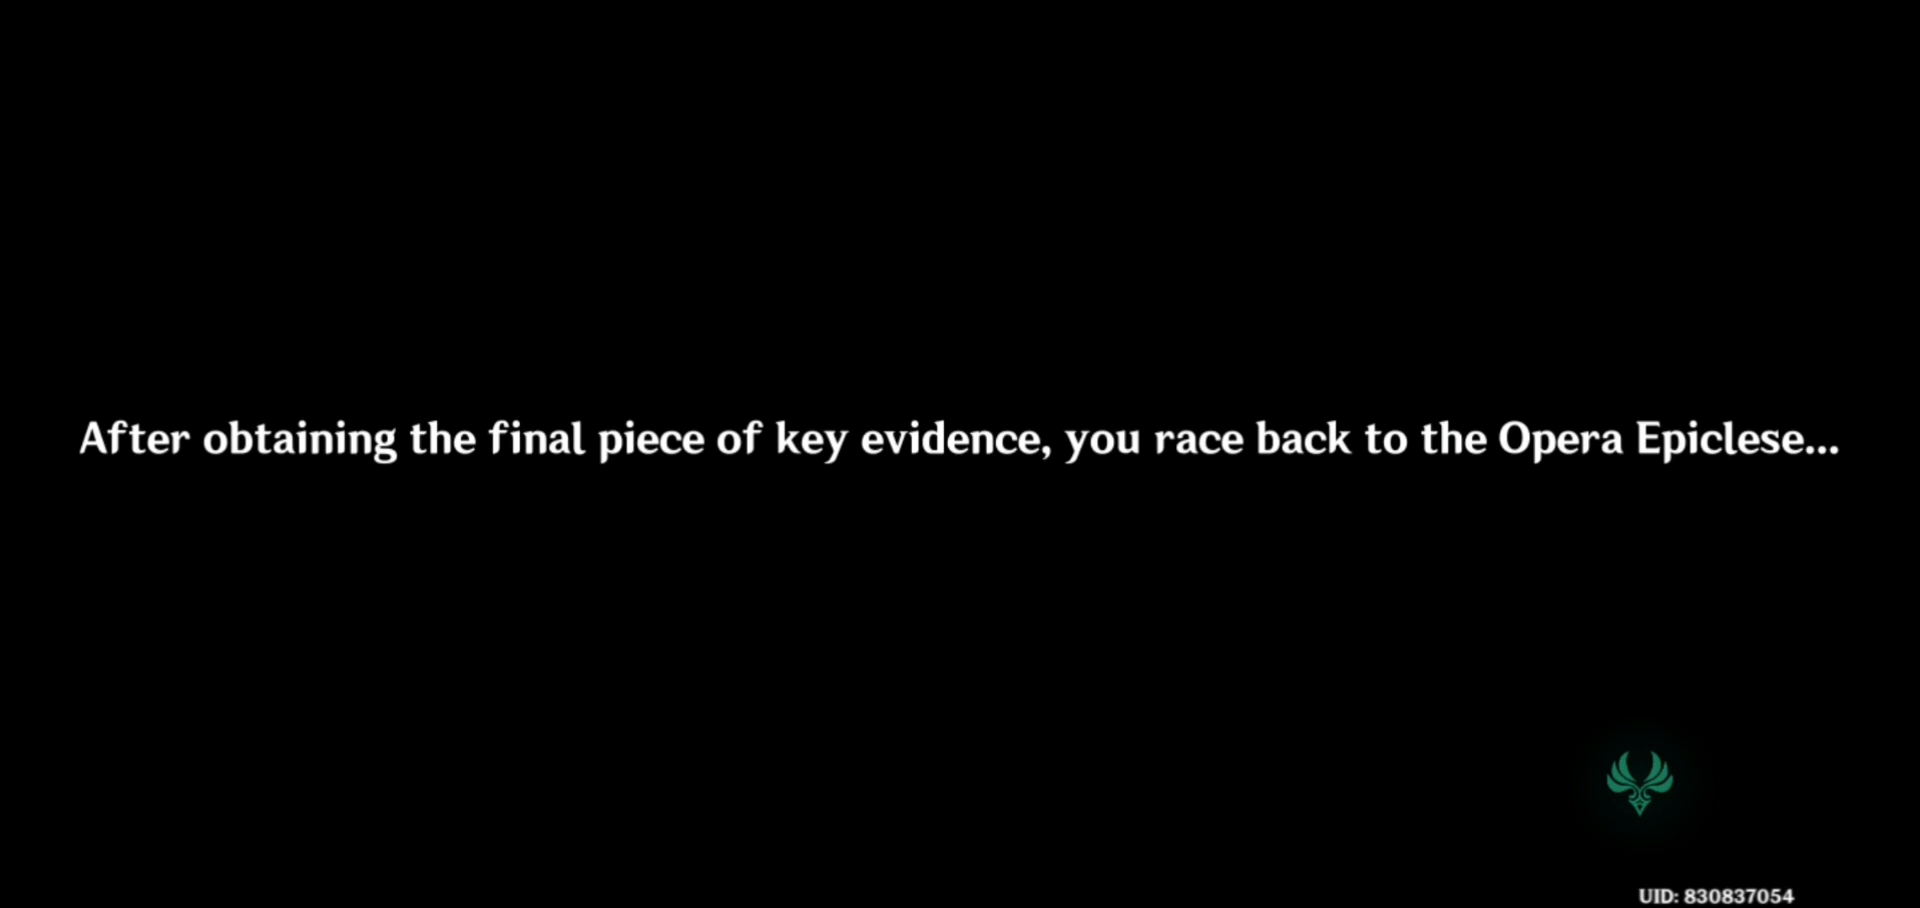 After obtaining the final piece of key evidence, you race back to the Opera Epiclese...
UID: 830837054